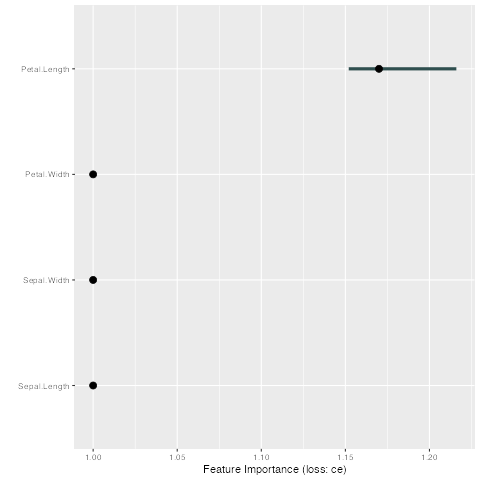 Petal.Length
Petal.Width
Sepal.Width
Sepal.Length
1.00 1.05 1.10 1.15 1.20
Feature Importance (loss: ce)